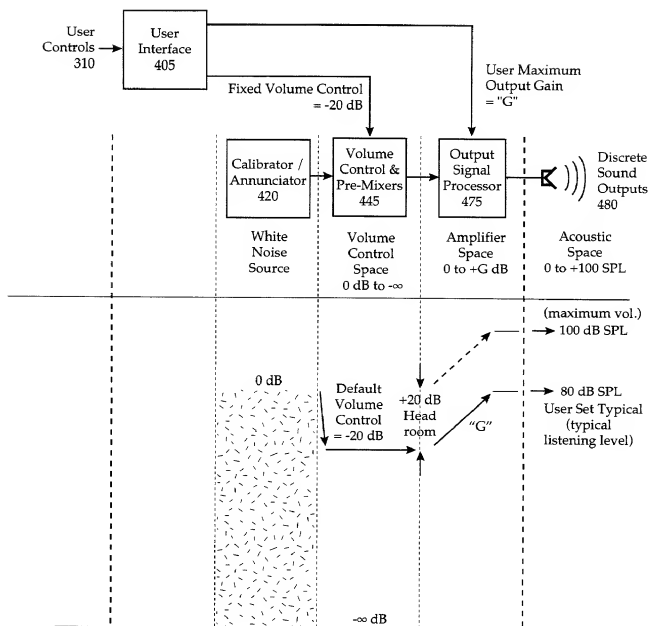 User
Controls
310
User
Interface
405
Fixed Volume Control
= -20 dB
User Maximum
Output Gain
= "G"
Calibrator /
Annunciator
420
Volume
Control &
Pre-Mixers
445
Output
Signal
Processor
475
Discrete
Sound
Outputs
480
White
Noise
Source
Volume
Control
Space
0 dB to -∞
Amplifier
Space
0 to +G dB
Acoustic
Space
0 to +100 SPL
(maximum vol.)
100 dB SPL
0 dB
Default
Volume
Control
= -20 dB
+20 dB
Head
room
"G"
80 dB SPL
User Set Typical
(typical
listening level)
-∞ dB